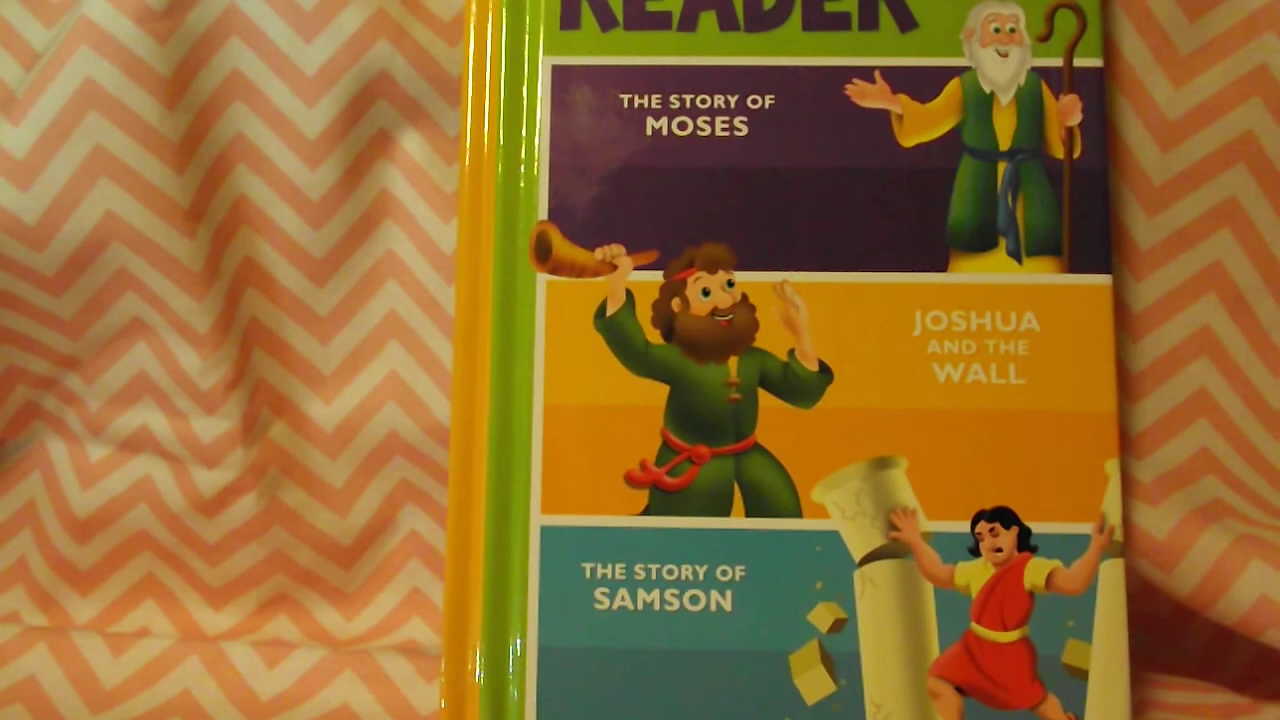 READER
THE STORY OF
MOSES
JOSHUA
AND THE
WALL
THE STORY OF
SAMSON